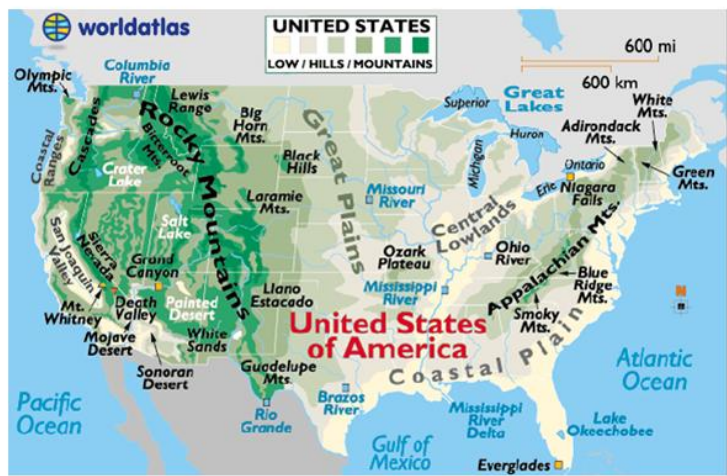 worldatlas
UNITED STATES
LOW / HILLS / MOUNTAINS
600 mi
600 km
Columbia
River
Olympic
Mts.
Cascades
Coastal
Ranges
Lewis
Range
Rocky Mountains
Bitterroot
Mts.
Big
Horn
Mts.
Great Plains
Superior
Great
Lakes
Huron
Michigan
White
Mts.
Adirondack
Mts.
Ontario
Erie
Niagara
Falls
Green
Mts.
Crater
Lake
Black
Hills
Missouri
River
Laramie
Mts.
Salt
Lake
Central
Lowlands
Appalachian Mts.
San Joaquin
Valley
Sierra
Nevada
Grand
Canyon
Ozark
Plateau
Ohio
River
Mississippi
River
Blue
Ridge
Mts.
Mt.
Whitney
Death
Valley
Painted
Desert
Llano
Estacado
United States
of America
Smoky
Mts.
N
Mojave
Desert
White
Sands
Sonoran
Desert
Guadelupe
Mts.
Coastal Plain
Atlantic
Ocean
Pacific
Ocean
Rio
Grande
Brazos
River
Mississippi
River
Delta
Gulf of
Mexico
Lake
Okeechobee
Everglades